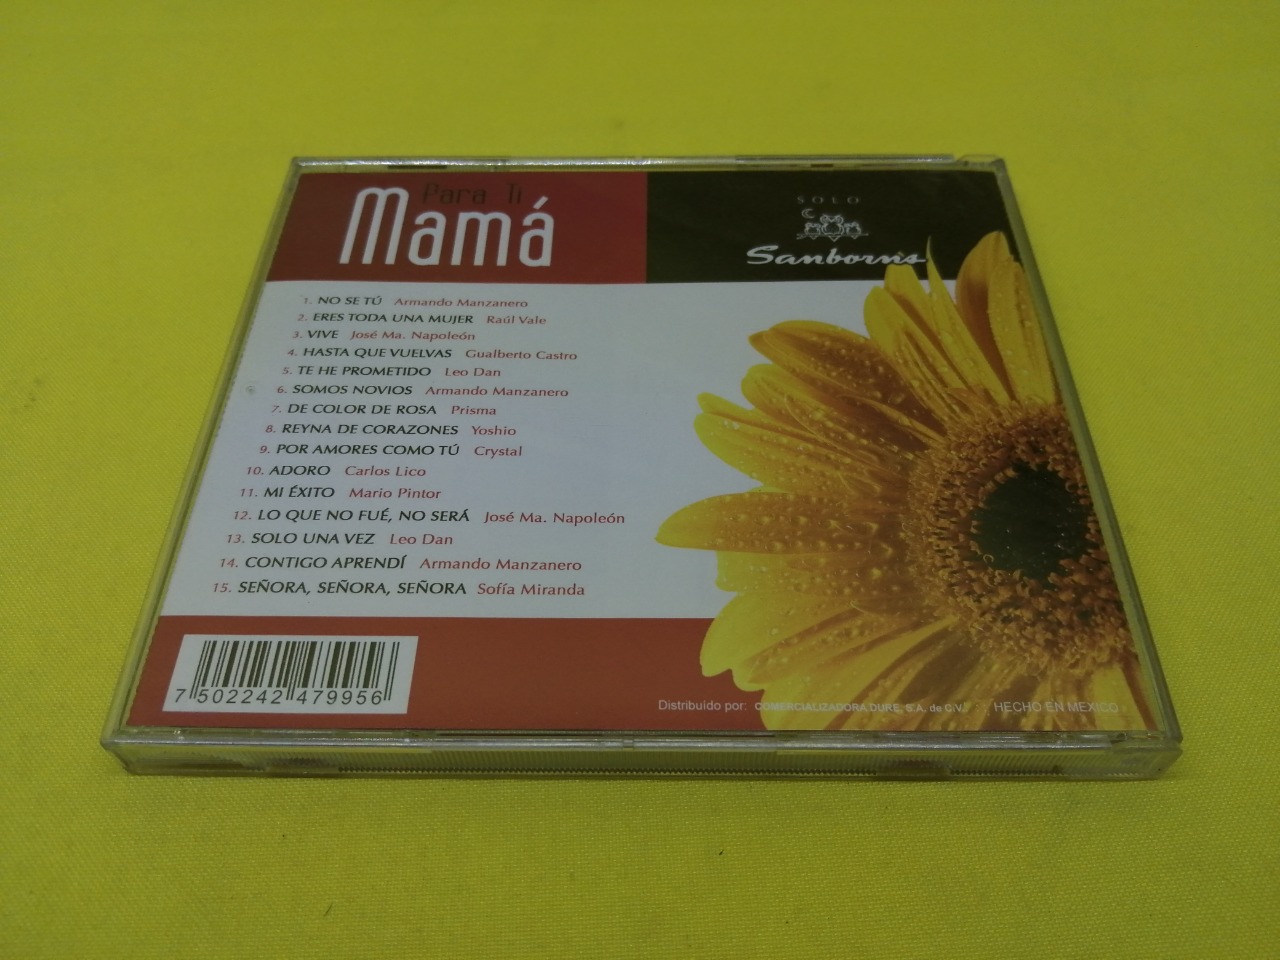 Para Ti
Mamá
SOLO
Sanborn's
1. NO SE TÚ Armando Manzanero
2. ERES TODA UNA MUJER Raúl Vale
3. VIVE José Ma. Napoleón
4. HASTA QUE VUELVAS Gualberto Castro
5. TE HE PROMETIDO Leo Dan
6. SOMOS NOVIOS Armando Manzanero
7. DE COLOR DE ROSA Prisma
8. REYNA DE CORAZONES Yoshio
9. POR AMORES COMO TÚ Crystal
10. ADORO Carlos Lico
11. MI ÉXITO Mario Pintor
12. LO QUE NO FUÉ, NO SERÁ José Ma. Napoleón
13. SOLO UNA VEZ Leo Dan
14. CONTIGO APRENDÍ Armando Manzanero
15. SEÑORA, SEÑORA, SEÑORA Sofía Miranda
7 502242 479956
Distribuído por: COMERCIALIZADORA DURE, S.A. de C.V. HECHO EN MEXICO